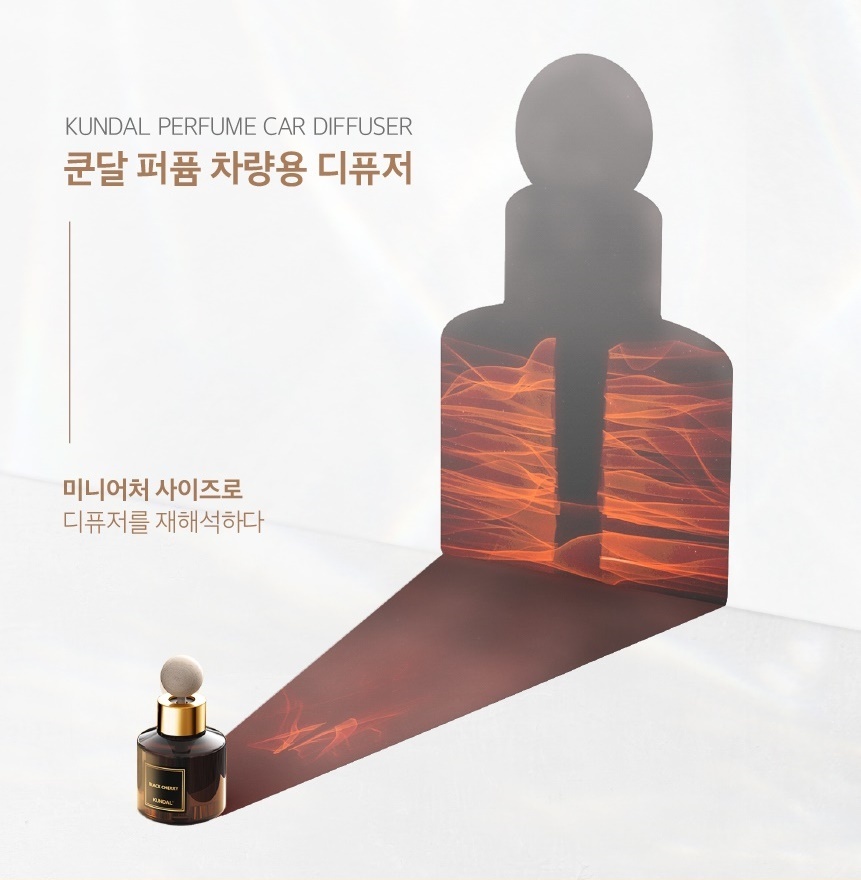 KUNDAL PERFUME CAR DIFFUSER
쿤달 퍼퓸 차량용 디퓨저
미니어처 사이즈로
디퓨저를 재해석하다
BLACK CHERRY
KUNDAL